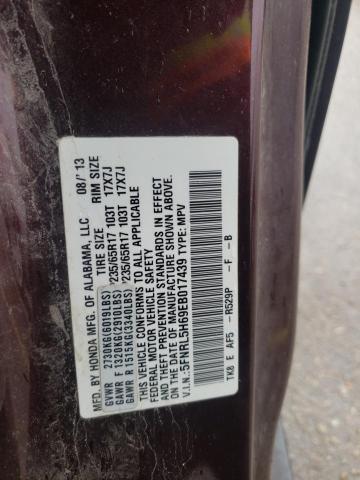 MFD. BY HONDA MFG. OF ALABAMA, LLC 08/'13
TIRE SIZE RIM SIZE
GVWR 2730KG(6019LBS)
GAWR F 1320KG(2910LBS) P235/65R17 103T 17X7J
GAWR R 1515KG(3340LBS) P235/65R17 103T 17X7J
THIS VEHICLE CONFORMS TO ALL APPLICABLE
FEDERAL MOTOR VEHICLE SAFETY
AND THEFT PREVENTION STANDARDS IN EFFECT
ON THE DATE OF MANUFACTURE SHOWN ABOVE.
V.I.N.:5FNRL5H69EB017439 TYPE: MPV
TK8 E AF5 -R529P -F -B